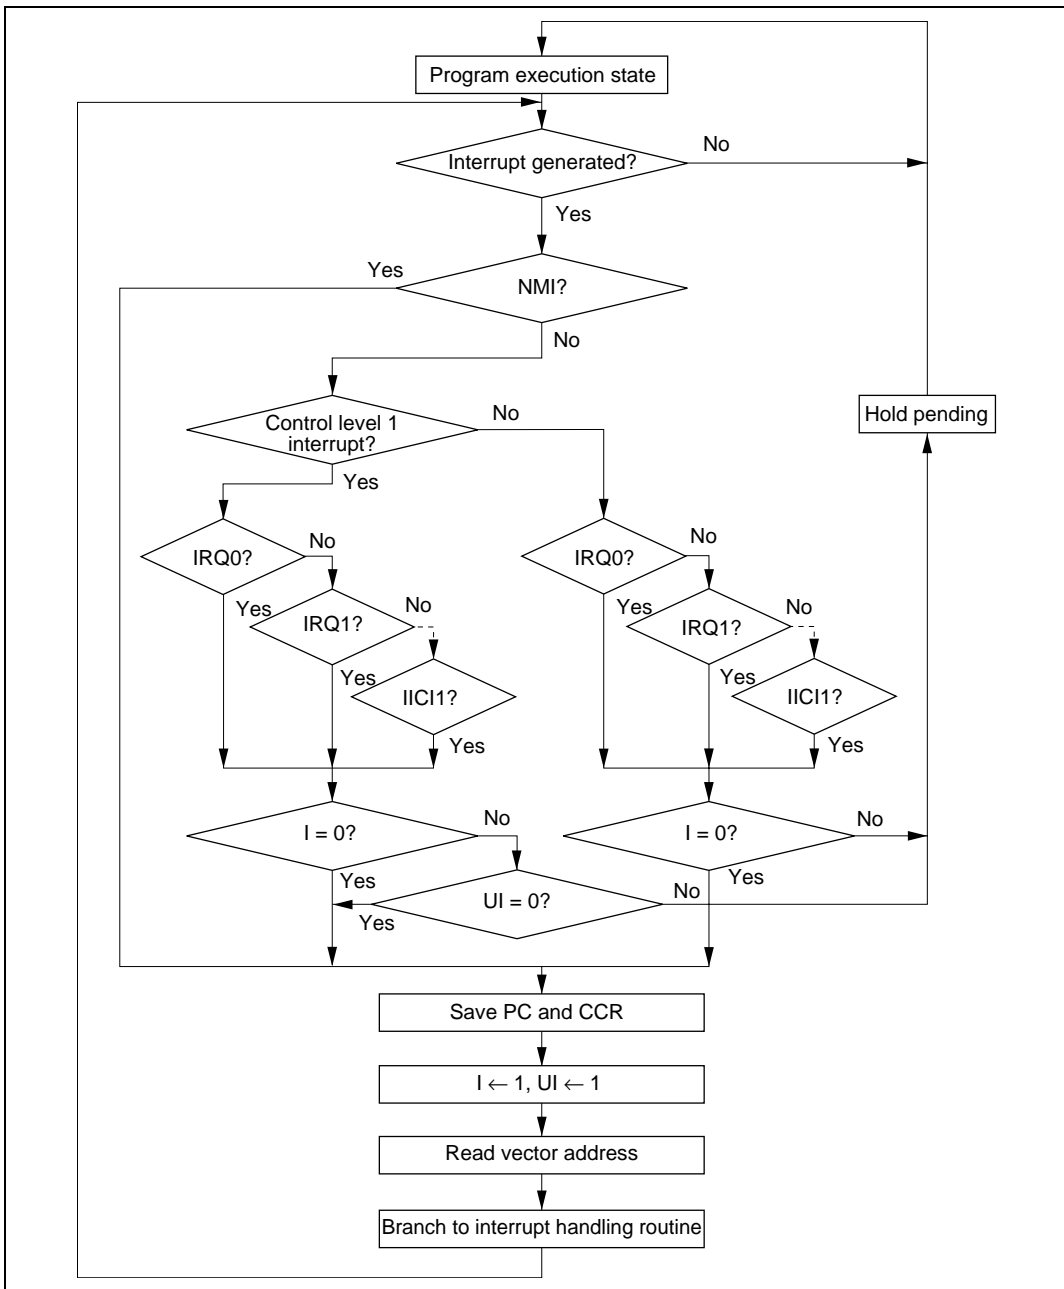 Program execution state
Interrupt generated?
No
Yes
Yes
NMI?
No
Control level 1
interrupt?
No
Hold pending
Yes
IRQ0?
No
IRQ0?
No
Yes
IRQ1?
No
Yes
IRQ1?
No
Yes
IICI1?
Yes
IICI1?
Yes
Yes
I = 0?
No
I = 0?
No
Yes
Yes
UI = 0?
No
Yes
Save PC and CCR
I ← 1, UI ← 1
Read vector address
Branch to interrupt handling routine